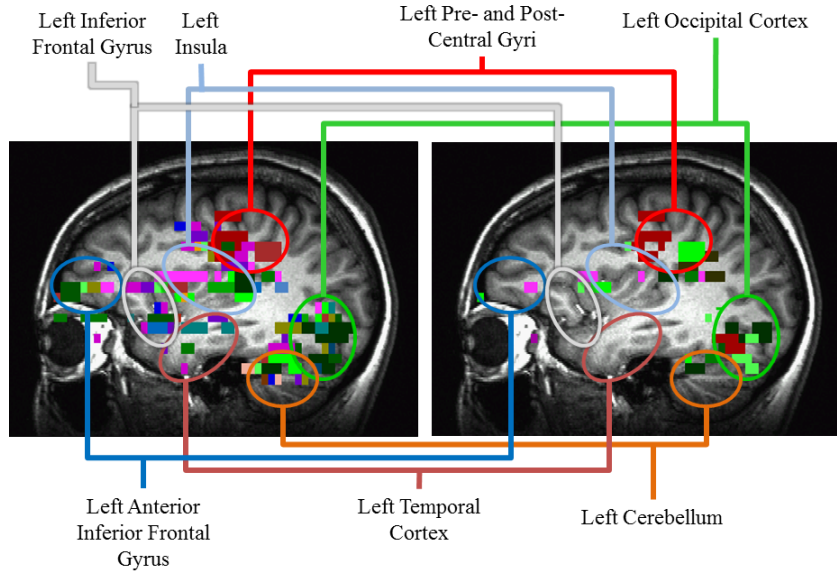 Left Inferior
Frontal Gyrus
Left
Insula
Left Pre- and Post-
Central Gyri
Left Occipital Cortex
Left Anterior
Inferior Frontal
Gyrus
Left Temporal
Cortex
Left Cerebellum